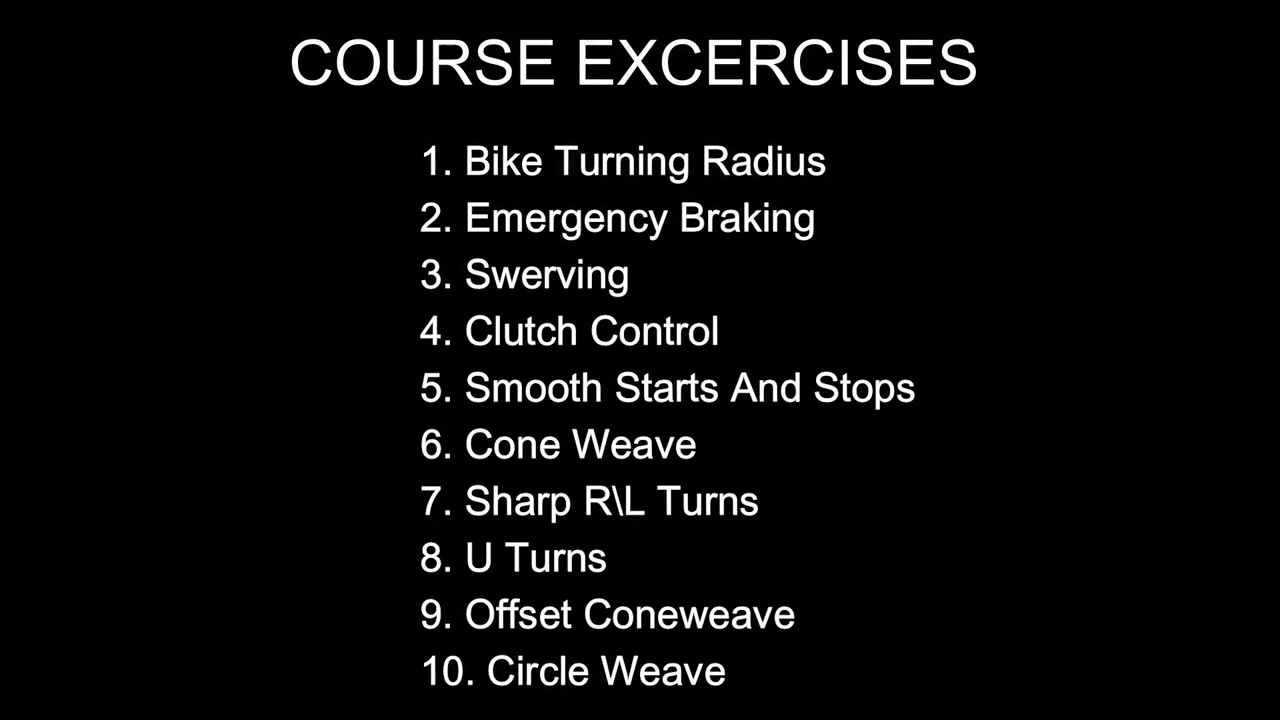 COURSE EXCERCISES
1. Bike Turning Radius
2. Emergency Braking
3. Swerving
4. Clutch Control
5. Smooth Starts And Stops
6. Cone Weave
7. Sharp R\L Turns
8. U Turns
9. Offset Coneweave
10. Circle Weave